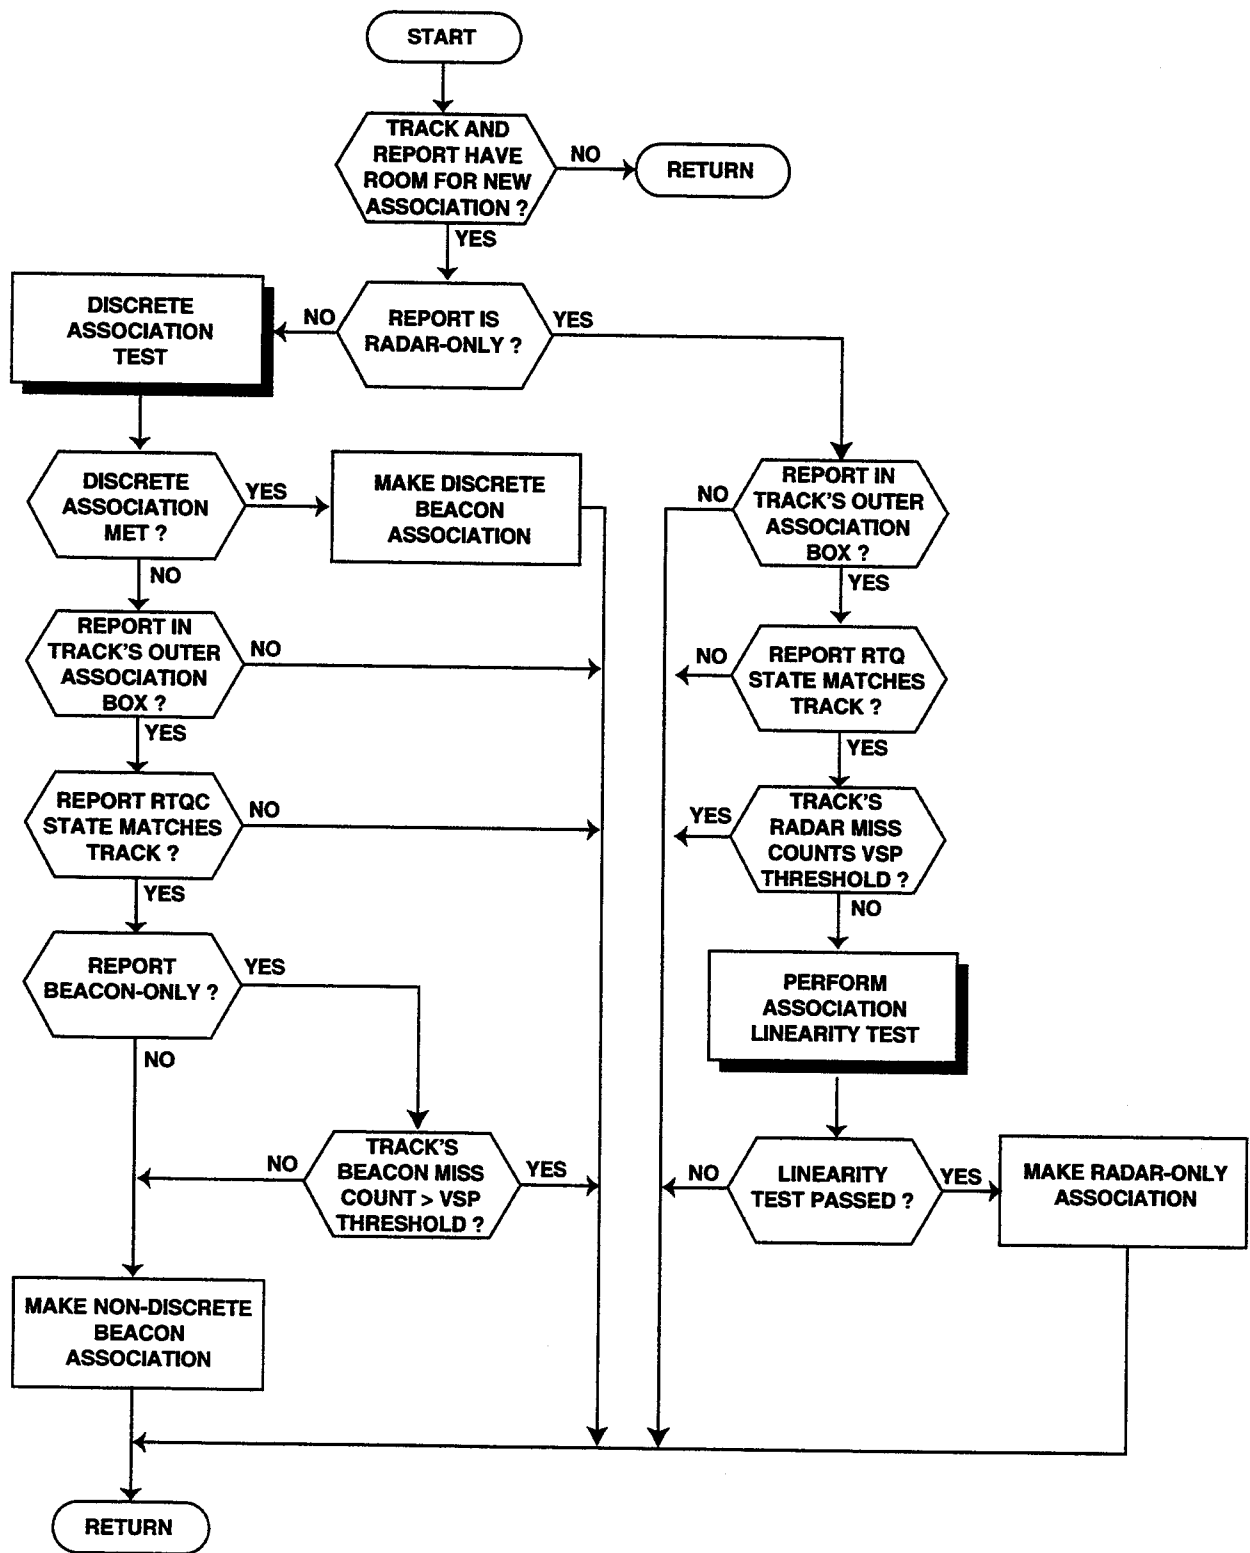 START
TRACK AND
REPORT HAVE
ROOM FOR NEW
ASSOCIATION ?
NO
RETURN
YES
REPORT IS
RADAR-ONLY ?
NO
YES
DISCRETE
ASSOCIATION
TEST
DISCRETE
ASSOCIATION
MET ?
YES
MAKE DISCRETE
BEACON
ASSOCIATION
NO
REPORT IN
TRACK'S OUTER
ASSOCIATION
BOX ?
NO
YES
REPORT RTQC
STATE MATCHES
TRACK ?
NO
YES
REPORT
BEACON-ONLY ?
YES
NO
TRACK'S
BEACON MISS
COUNT > VSP
THRESHOLD ?
NO
YES
MAKE NON-DISCRETE
BEACON
ASSOCIATION
REPORT IN
TRACK'S OUTER
ASSOCIATION
BOX ?
NO
YES
REPORT RTQ
STATE MATCHES
TRACK ?
NO
YES
TRACK'S
RADAR MISS
COUNTS VSP
THRESHOLD ?
YES
NO
PERFORM
ASSOCIATION
LINEARITY TEST
LINEARITY
TEST PASSED ?
NO
YES
MAKE RADAR-ONLY
ASSOCIATION
RETURN